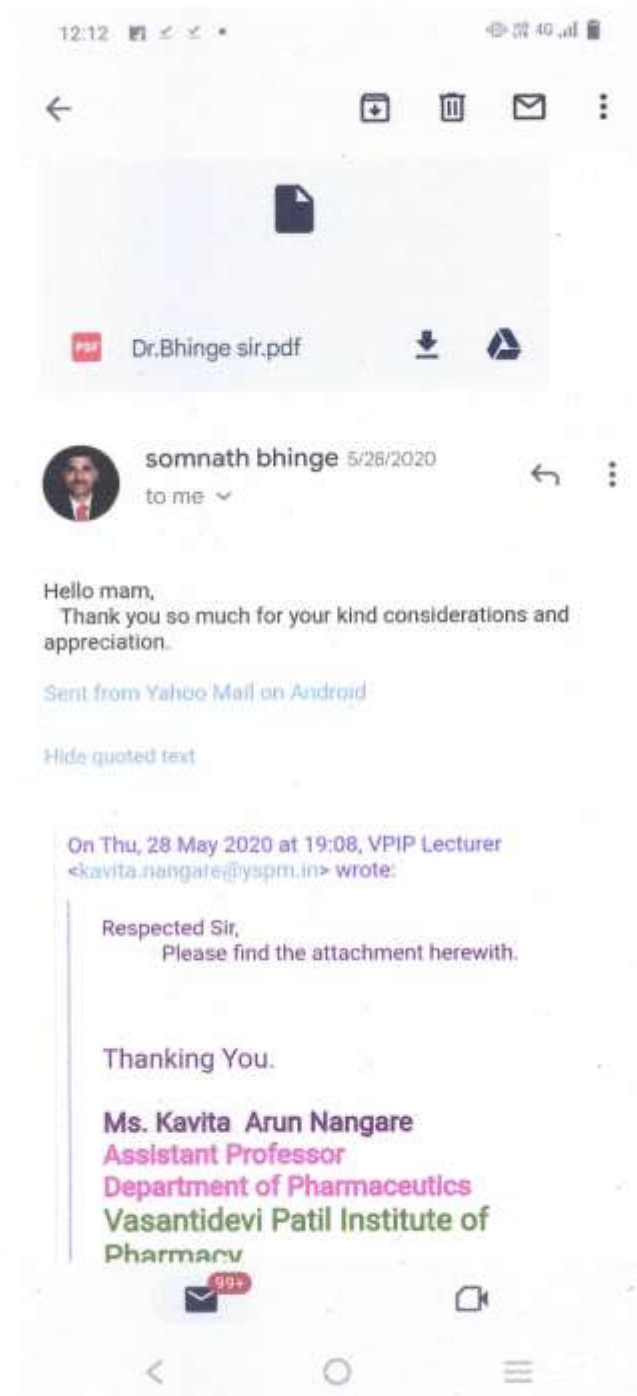 12:12
4G
PDF Dr.Bhinge sir.pdf
somnath bhinge 5/28/2020
to me
Hello mam,
Thank you so much for your kind considerations and
appreciation.
Sent from Yahoo Mail on Android
Hide quoted text
On Thu, 28 May 2020 at 19:08, VPIP Lecturer
<kavita.nangare@yspm.in> wrote:
Respected Sir,
Please find the attachment herewith.
Thanking You.
Ms. Kavita Arun Nangare
Assistant Professor
Department of Pharmaceutics
Vasantidevi Patil Institute of
Pharmacy
99+